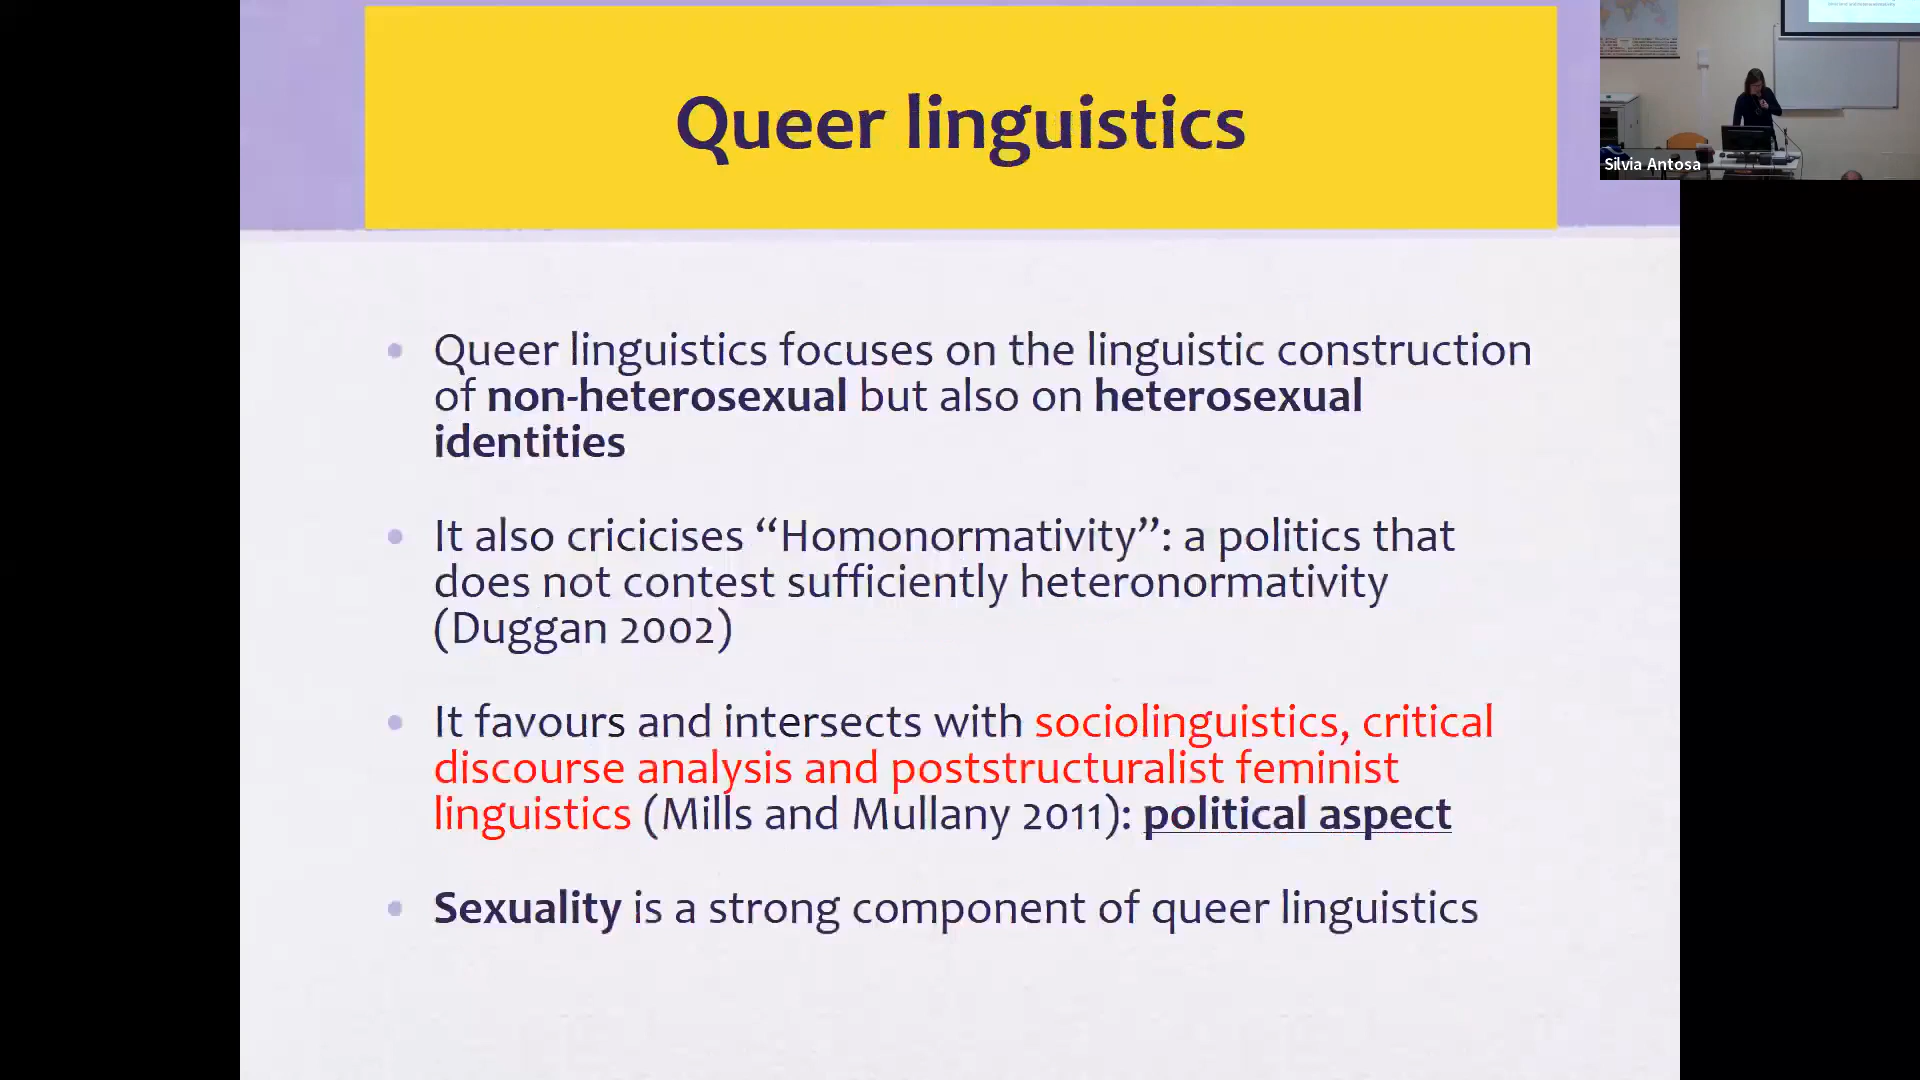 Queer linguistics
Silvia Antosa
• Queer linguistics focuses on the linguistic construction
of non-heterosexual but also on heterosexual
identities
• It also cricicises “Homonormativity”: a politics that
does not contest sufficiently heteronormativity
(Duggan 2002)
• It favours and intersects with sociolinguistics, critical
discourse analysis and poststructuralist feminist
linguistics (Mills and Mullany 2011): political aspect
• Sexuality is a strong component of queer linguistics